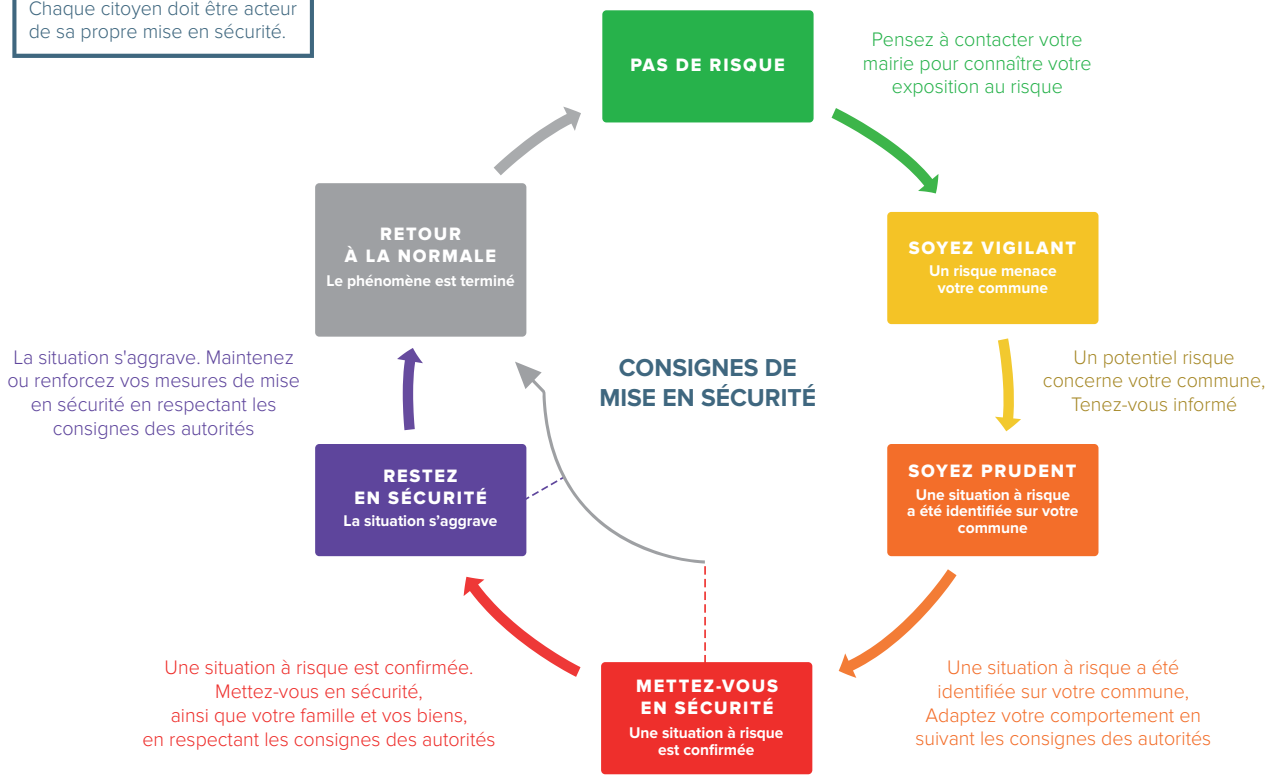 Chaque citoyen doit être acteur
de sa propre mise en sécurité.
PAS DE RISQUE
Pensez à contacter votre
mairie pour connaître votre
exposition au risque
SOYEZ VIGILANT
Un risque menace
votre commune
Un potentiel risque
concerne votre commune,
Tenez-vous informé
SOYEZ PRUDENT
Une situation à risque
a été identifiée sur votre
commune
Une situation à risque a été
identifiée sur votre commune,
Adaptez votre comportement en
suivant les consignes des autorités
METTEZ-VOUS
EN SÉCURITÉ
Une situation à risque
est confirmée
Une situation à risque est confirmée.
Mettez-vous en sécurité,
ainsi que votre famille et vos biens,
en respectant les consignes des autorités
RESTEZ
EN SÉCURITÉ
La situation s'aggrave
La situation s'aggrave. Maintenez
ou renforcez vos mesures de mise
en sécurité en respectant les
consignes des autorités
RETOUR
À LA NORMALE
Le phénomène est terminé
CONSIGNES DE
MISE EN SÉCURITÉ